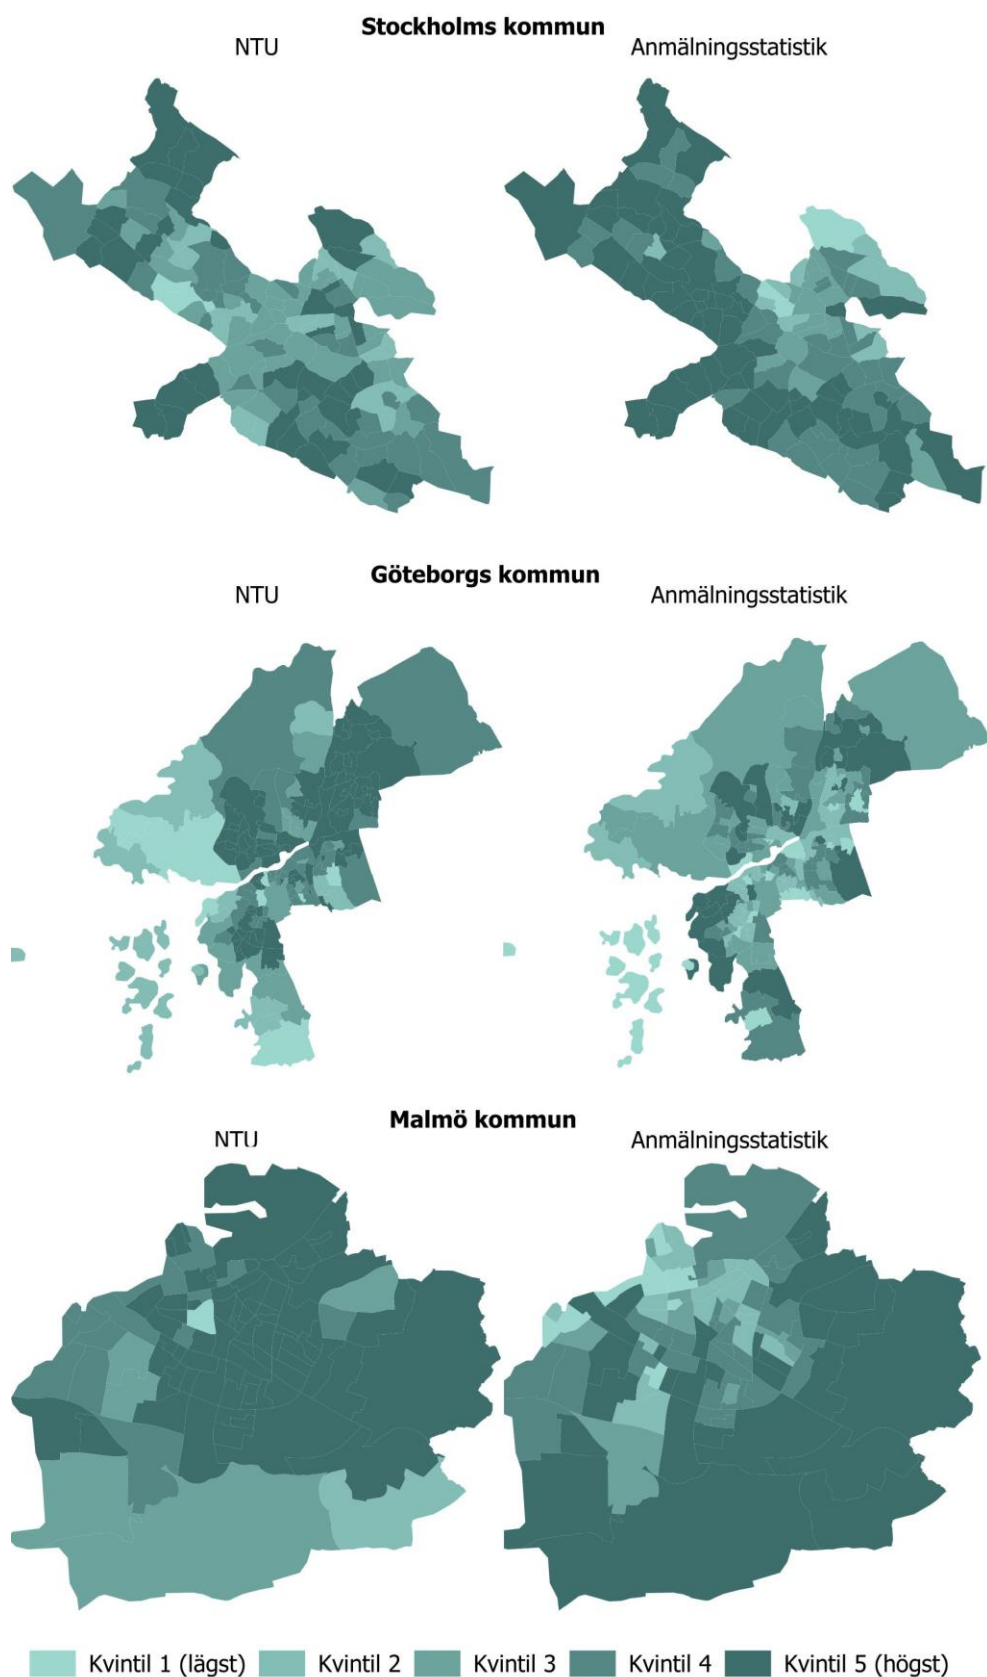 Stockholms kommun
NTU Anmälningsstatistik
Göteborgs kommun
NTU Anmälningsstatistik
Malmö kommun
NTU Anmälningsstatistik
Kvintil 1 (lägst) Kvintil 2 Kvintil 3 Kvintil 4 Kvintil 5 (högst)